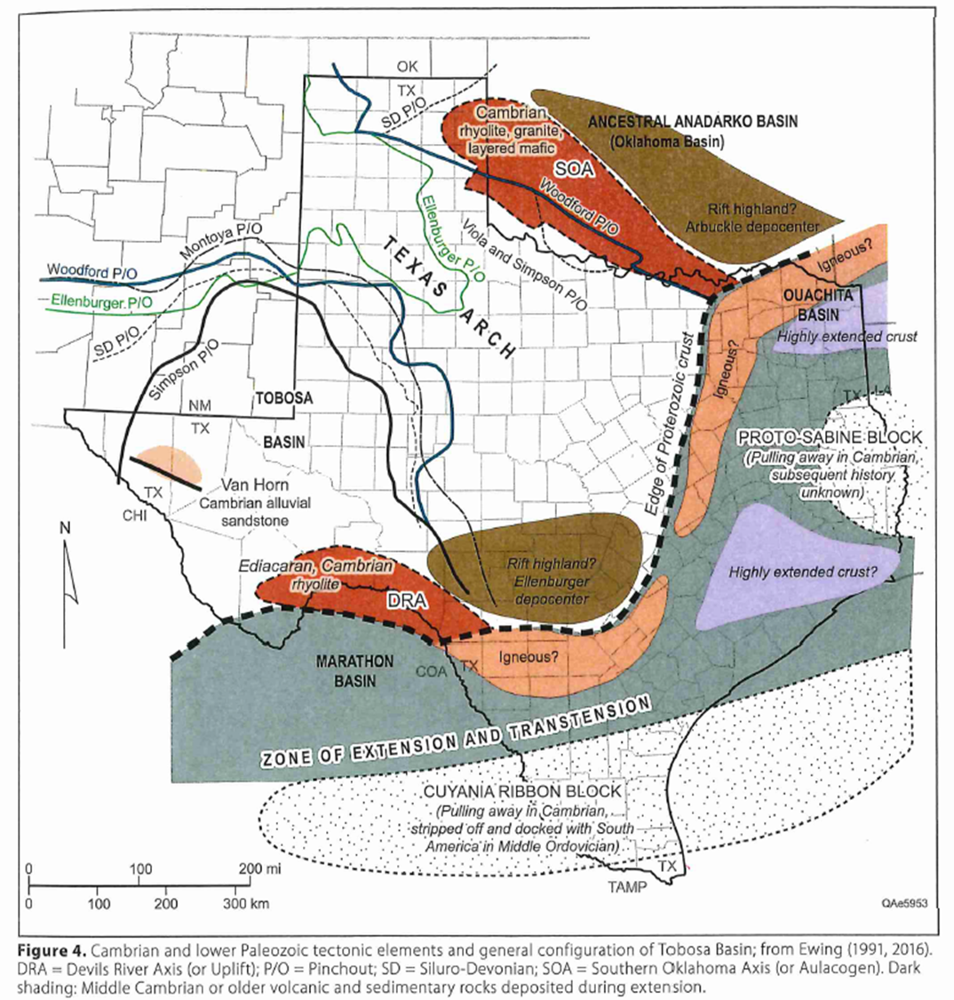 OK
TX
SD P/O
Cambrian
rhyolite, granite,
layered mafic
SOA
ANCESTRAL ANADARKO BASIN
(Oklahoma Basin)
Rift highland?
Arbuckle depocenter
Woodford P/O
Ellenburger P/O
Viola and Simpson P/O
Montoya P/O
Woodford P/O
Ellenburger P/O
SD P/O
Simpson P/O
TEXAS ARCH
Igneous?
OUACHITA
BASIN
Highly extended crust
Igneous?
Edge of Proterozoic crust
TX LA
NM
TX
TOBOSA
BASIN
PROTO-SABINE BLOCK
(Pulling away in Cambrian,
subsequent history
unknown)
Van Horn
Cambrian alluvial
sandstone
TX
CHI
N
Ediacaran, Cambrian
rhyolite
DRA
Rift highland?
Ellenburger
depocenter
Highly extended crust?
MARATHON
BASIN
COA
TX
Igneous?
ZONE OF EXTENSION AND TRANSTENSION
CUYANIA RIBBON BLOCK
(Pulling away in Cambrian,
stripped off and docked with South
America in Middle Ordovician)
TX
TAMP
0 100 200 mi
0 100 200 300 km
QAe5953
Figure 4. Cambrian and lower Paleozoic tectonic elements and general configuration of Tobosa Basin; from Ewing (1991, 2016).
DRA = Devils River Axis (or Uplift); P/O = Pinchout; SD = Siluro-Devonian; SOA = Southern Oklahoma Axis (or Aulacogen). Dark
shading: Middle Cambrian or older volcanic and sedimentary rocks deposited during extension.